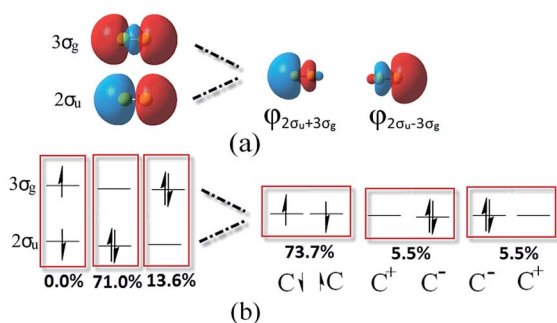 3σg
2σu
φ2σu+3σg φ2σu-3σg
(a)
3σg
2σu
0.0% 71.0% 13.6%
73.7% 5.5% 5.5%
C C C+ C- C- C+
(b)